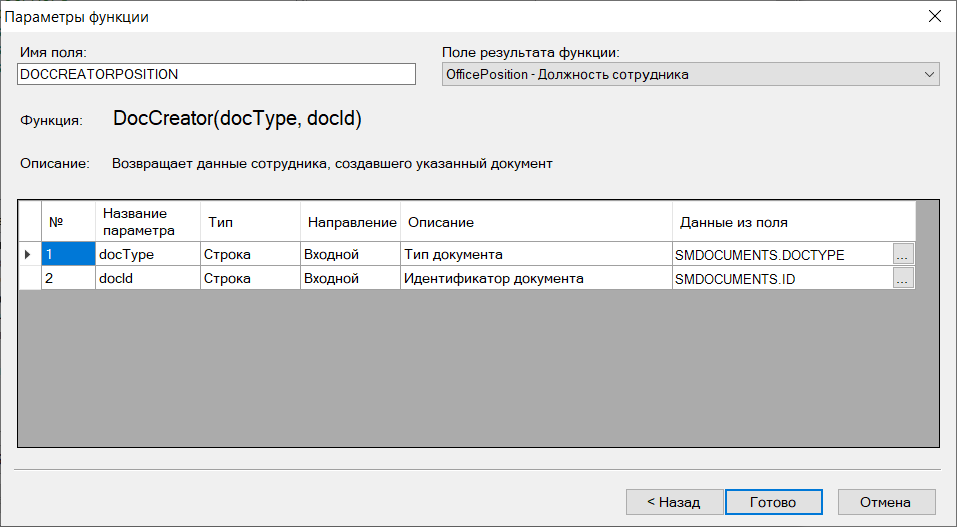 Параметры функции
Имя поля:
Поле результата функции:
DOCCREATORPOSITION
OfficePosition - Должность сотрудника
Функция: DocCreator(docType, docId)
Описание: Возвращает данные сотрудника, создавшего указанный документ
№ Название параметра Тип Направление Описание Данные из поля
1 docType Строка Входной Тип документа SMDOCUMENTS.DOCTYPE ...
2 docId Строка Входной Идентификатор документа SMDOCUMENTS.ID ...
< Назад Готово Отмена